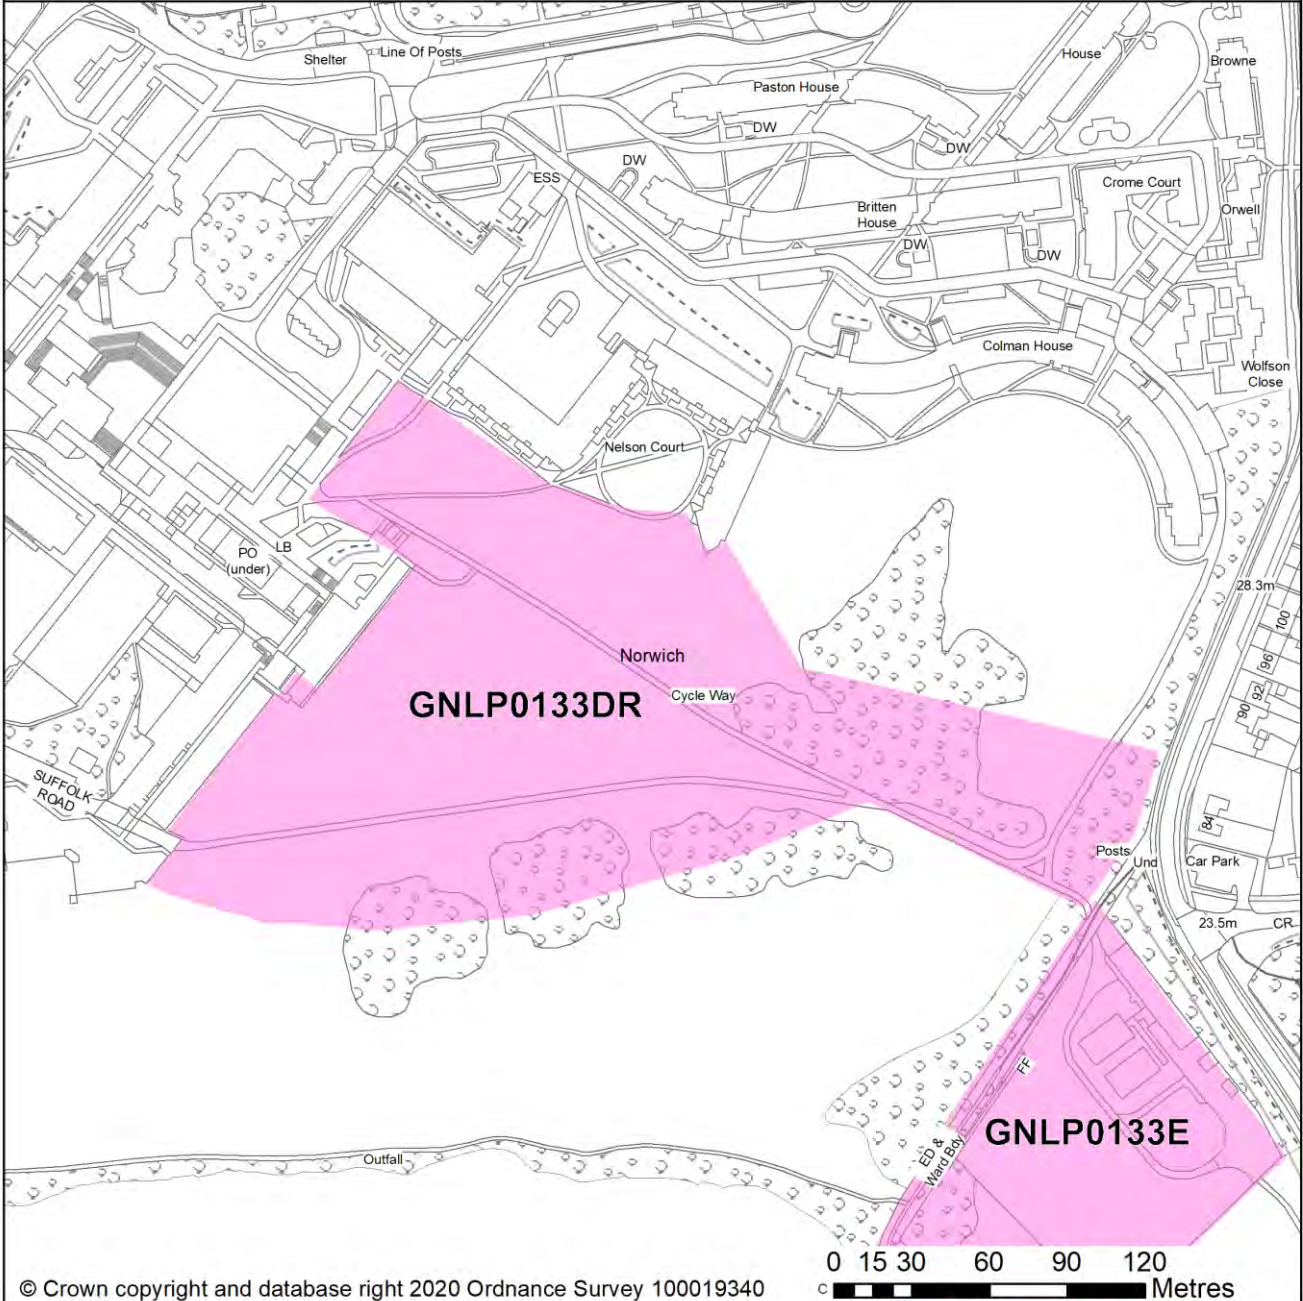 Shelter
Line Of Posts
House
Browne
Paston House
DW
DW
DW
ESS
Crome Court
Britten
House
Orwell
DW
DW
Colman House
Wolfson
Close
Nelson Court
PO
(under)
LB
28.3m
100
96
92
90
Norwich
Cycle Way
GNLP0133DR
SUFFOLK
ROAD
84
Posts
Und
Car Park
23.5m
CR
FF
GNLP0133E
ED &
Ward Bdy
Outfall
0 15 30 60 90 120
Metres
© Crown copyright and database right 2020 Ordnance Survey 100019340
C